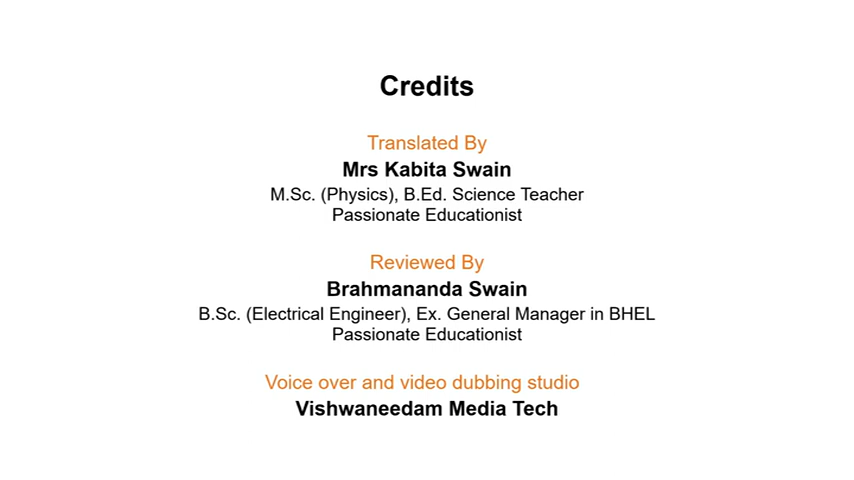 Credits
Translated By
Mrs Kabita Swain
M.Sc. (Physics), B.Ed. Science Teacher
Passionate Educationist
Reviewed By
Brahmananda Swain
B.Sc. (Electrical Engineer), Ex. General Manager in BHEL
Passionate Educationist
Voice over and video dubbing studio
Vishwaneedam Media Tech